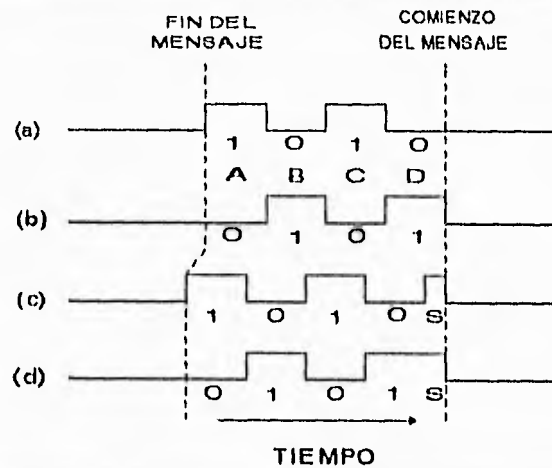 FIN DEL
MENSAJE
COMIENZO
DEL MENSAJE
(a)
1 0 1 0
A B C D
(b)
0 1 0 1
(c)
1 0 1 0 S
(d)
0 1 0 1 S
TIEMPO